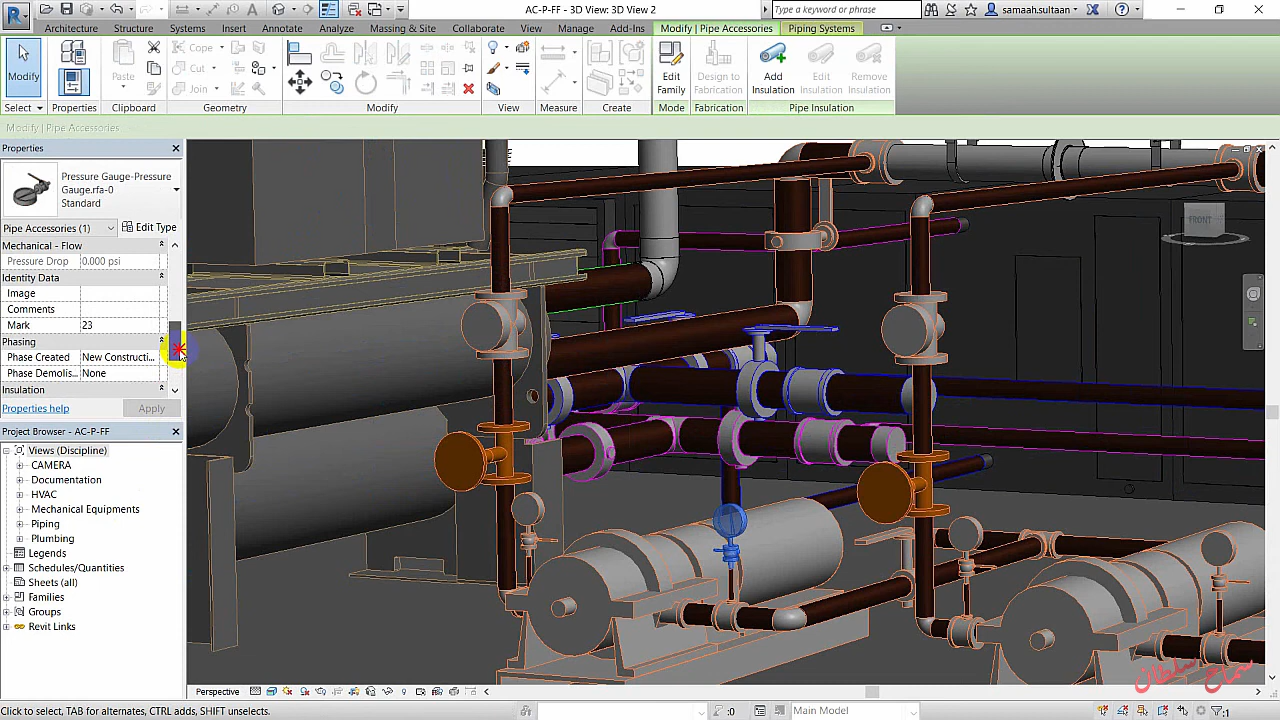 AC-P-FF - 3D View: 3D View 2
Type a keyword or phrase
samaah.sultaan
Architecture Structure Systems Insert Annotate Analyze Massing & Site Collaborate View Manage Add-Ins Modify | Pipe Accessories Piping Systems
Modify
Paste
Cope
Cut
Join
Edit Family
Design to Fabrication
Add Insulation
Edit Insulation
Remove Insulation
Select Properties Clipboard Geometry Modify View Measure Create Mode Fabrication Pipe Insulation
Modify | Pipe Accessories
Properties
Pressure Gauge-Pressure
Gauge.rfa-0
Standard
Pipe Accessories (1) Edit Type
Mechanical - Flow
Pressure Drop 0.000 psi
Identity Data
Image
Comments
Mark 23
Phasing
Phase Created New Constructi...
Phase Demolis... None
Insulation
Properties help Apply
Project Browser - AC-P-FF
Views (Discipline)
CAMERA
Documentation
HVAC
Mechanical Equipments
Piping
Plumbing
Legends
Schedules/Quantities
Sheets (all)
Families
Groups
Revit Links
FRONT
سماح سلطان
Perspective
Click to select, TAB for alternates, CTRL adds, SHIFT unselects.
:0
Main Model
:1